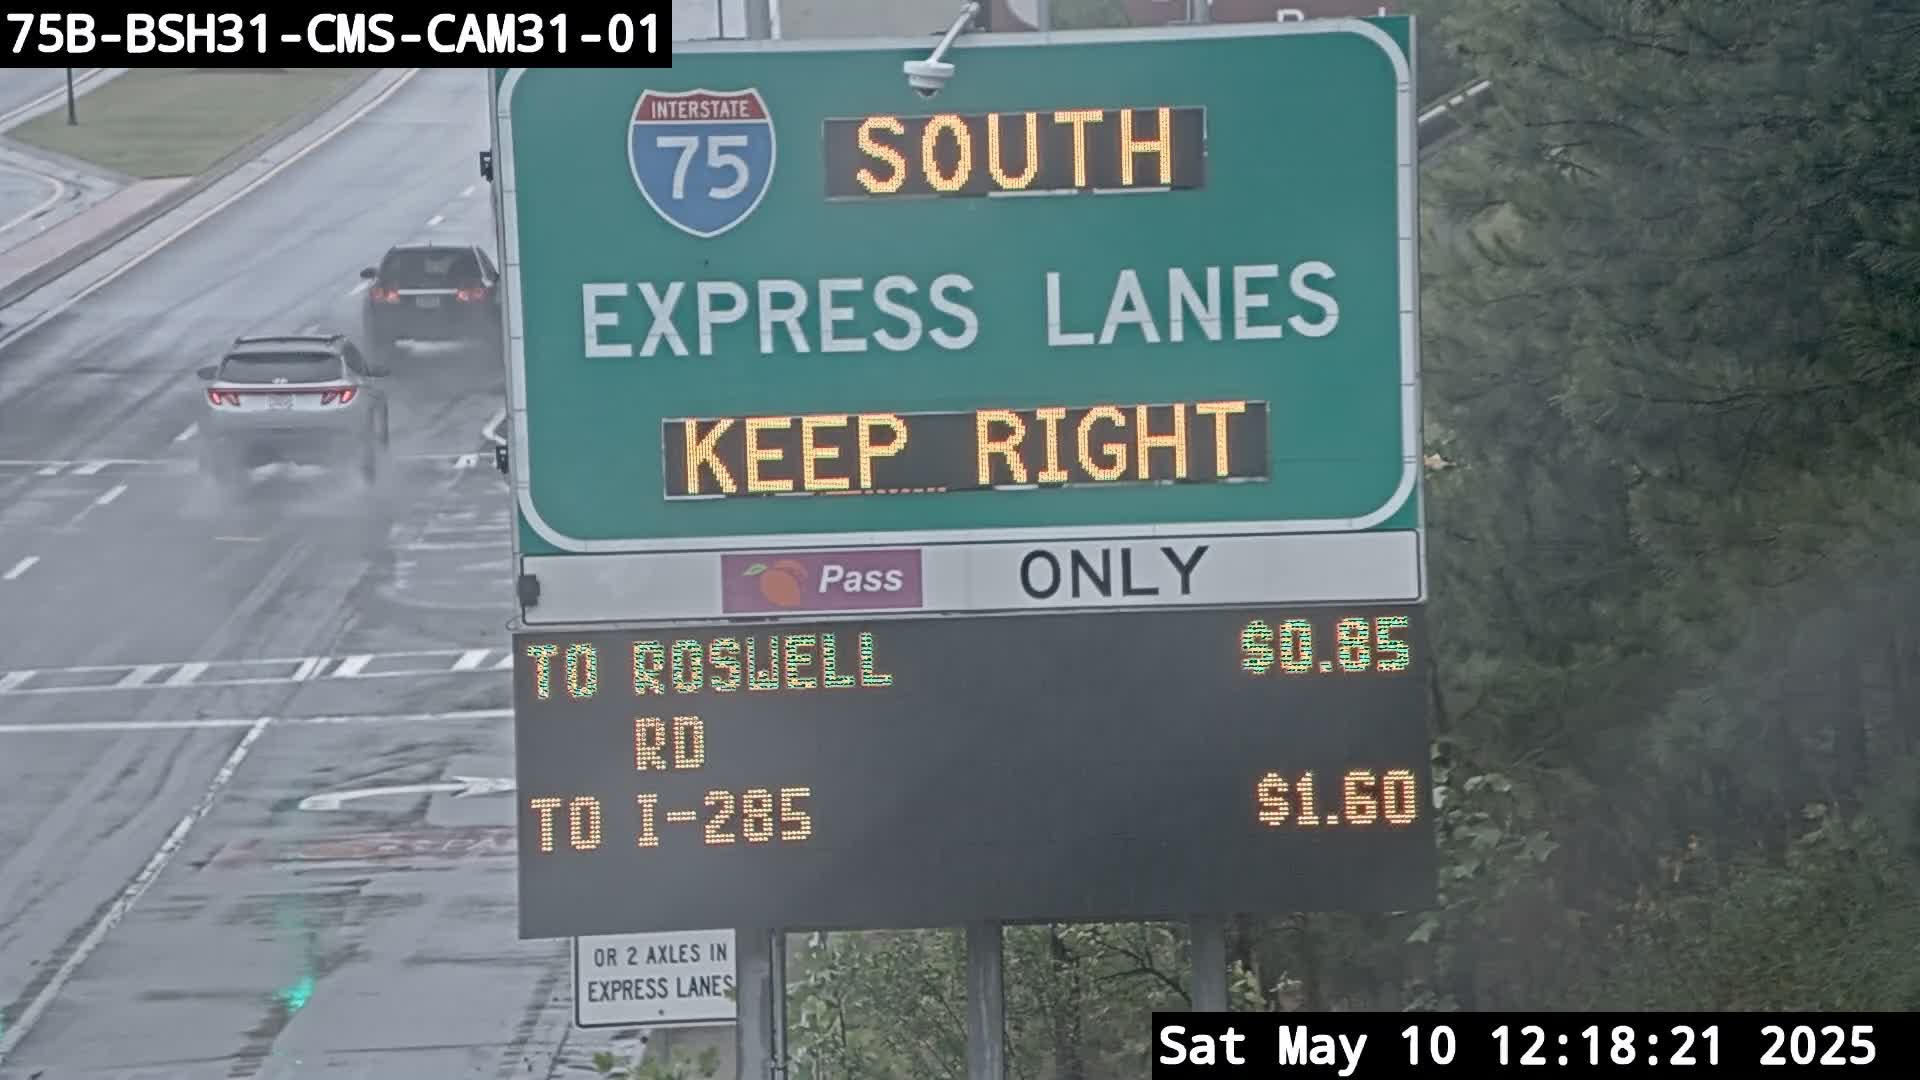 75B-BSH31-CMS-CAM31-01
INTERSTATE
75
SOUTH
EXPRESS LANES
KEEP RIGHT
Pass ONLY
TO ROSWELL $0.85
RD
TO I-285 $1.60
OR 2 AXLES IN
EXPRESS LANES
Sat May 10 12:18:21 2025